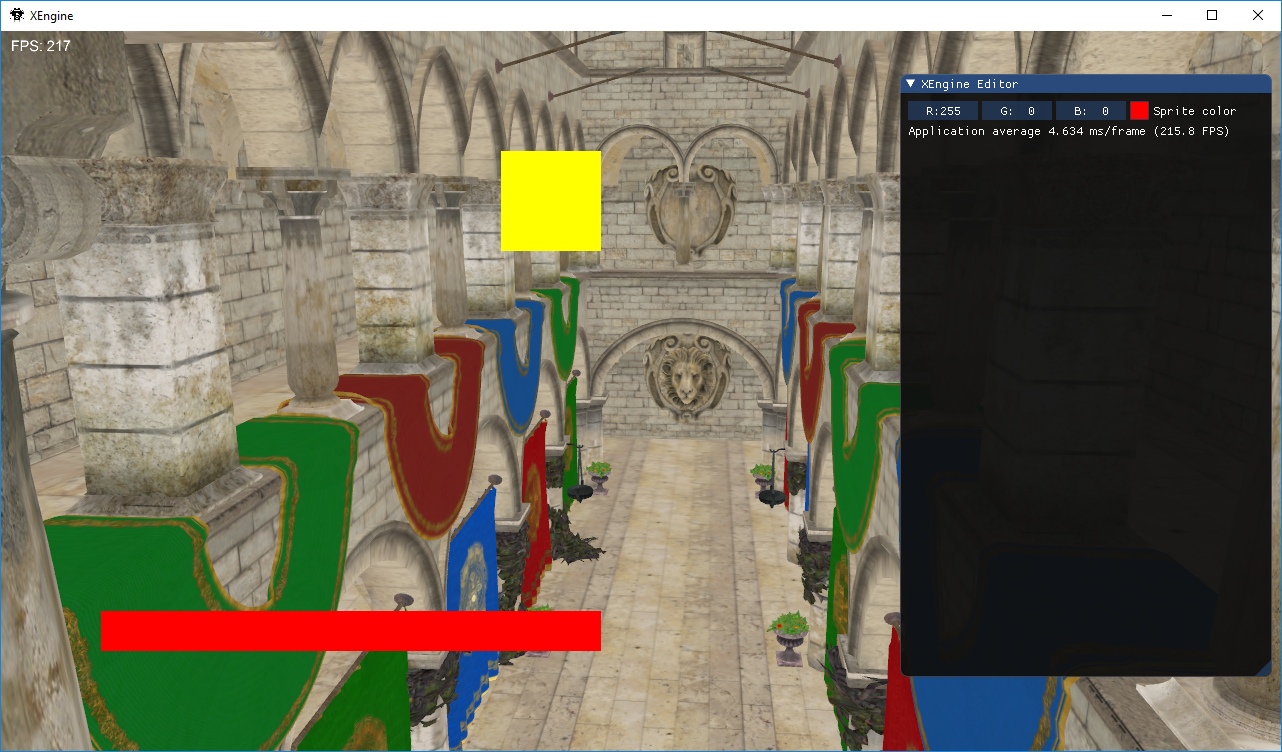 XEngine
FPS: 217
XEngine Editor
R:255 G: 0 B: 0 Sprite color
Application average 4.634 ms/frame (215.8 FPS)